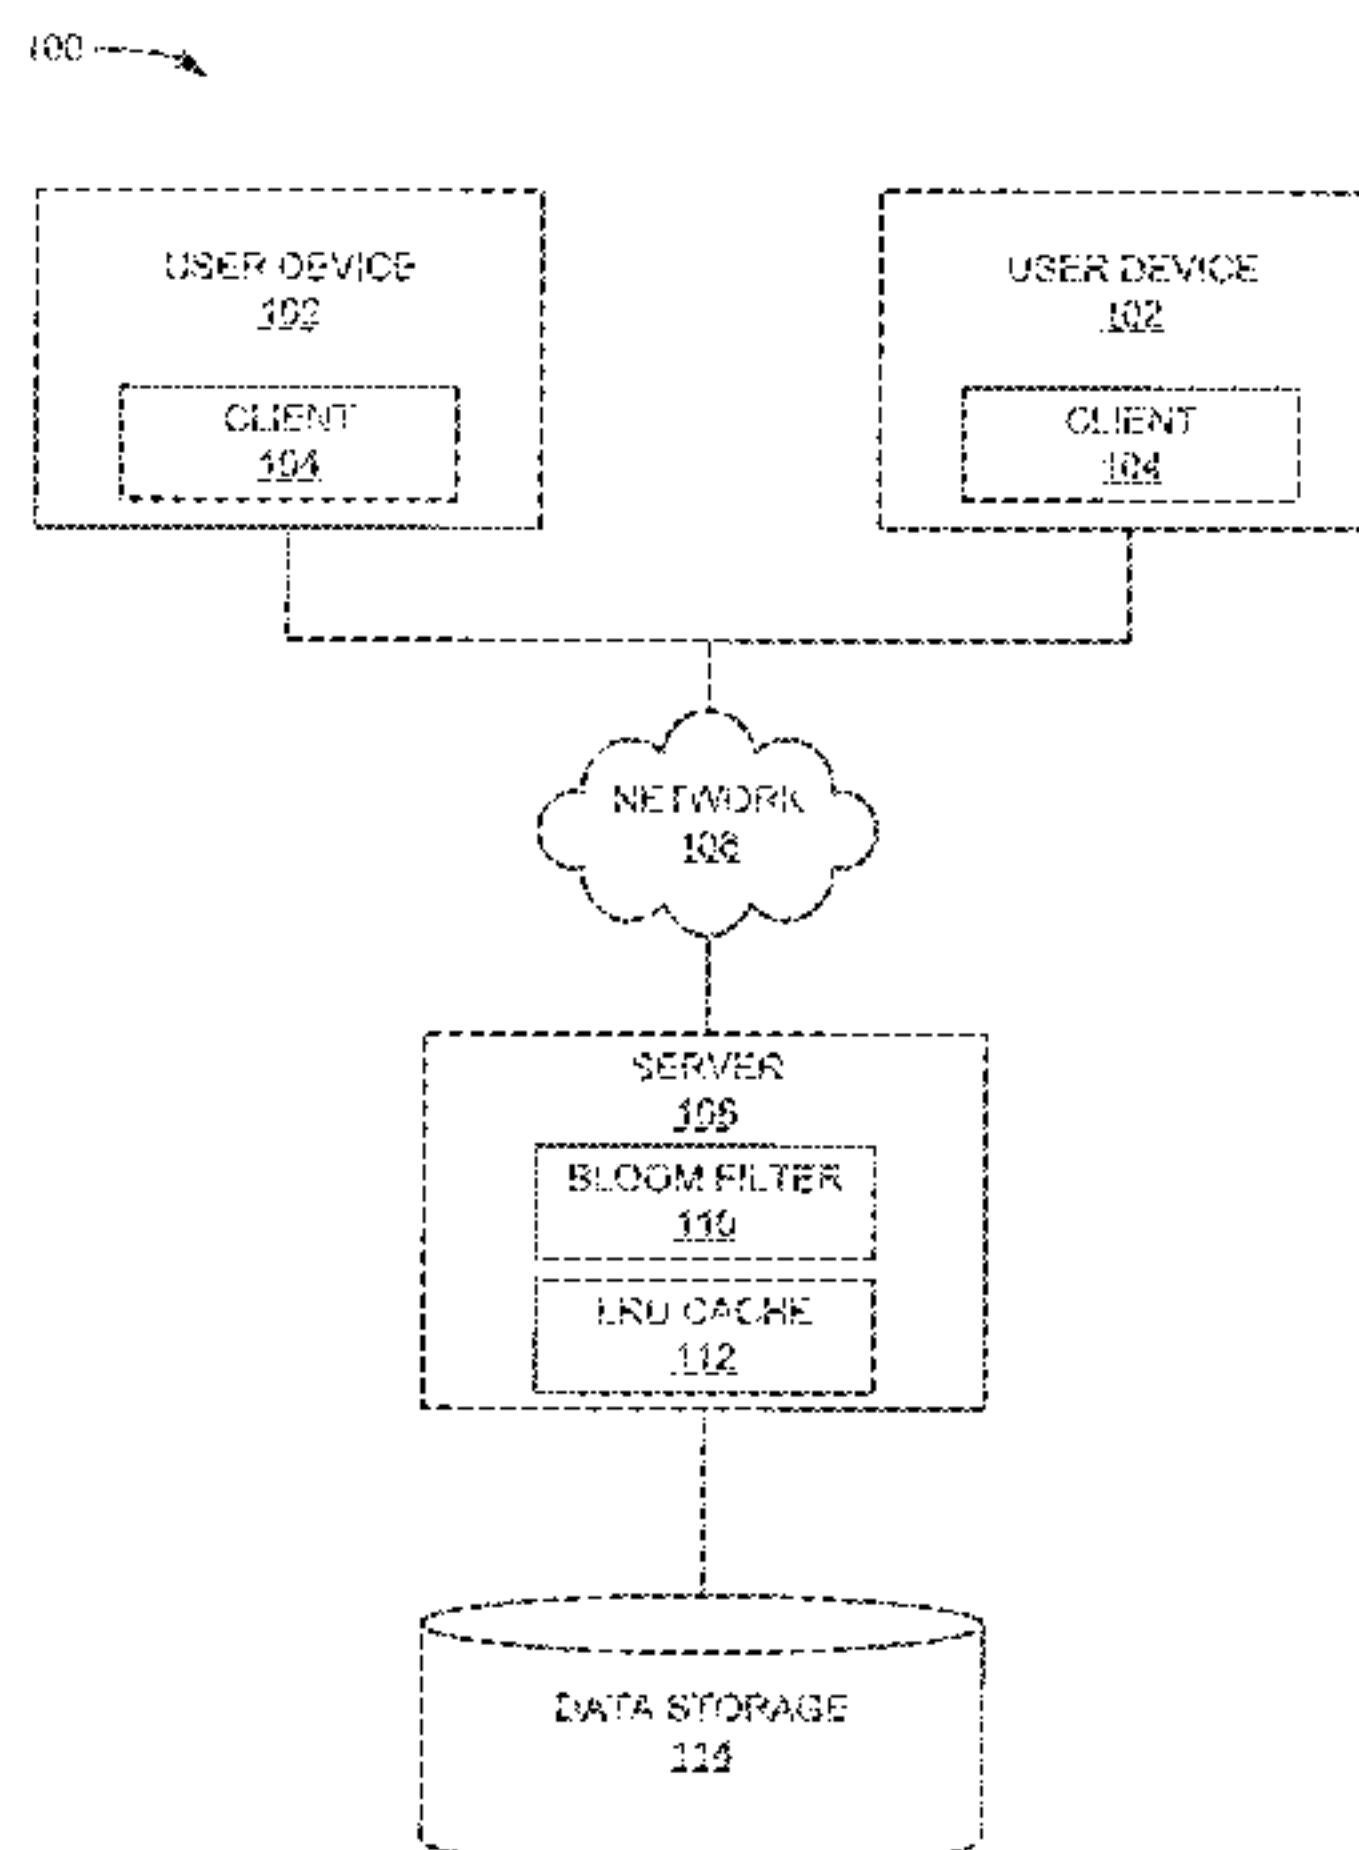 100
USER DEVICE
102
CLIENT
104
USER DEVICE
102
CLIENT
104
NETWORK
108
SERVER
106
BLOOM FILTER
110
LRU CACHE
112
DATA STORAGE
114